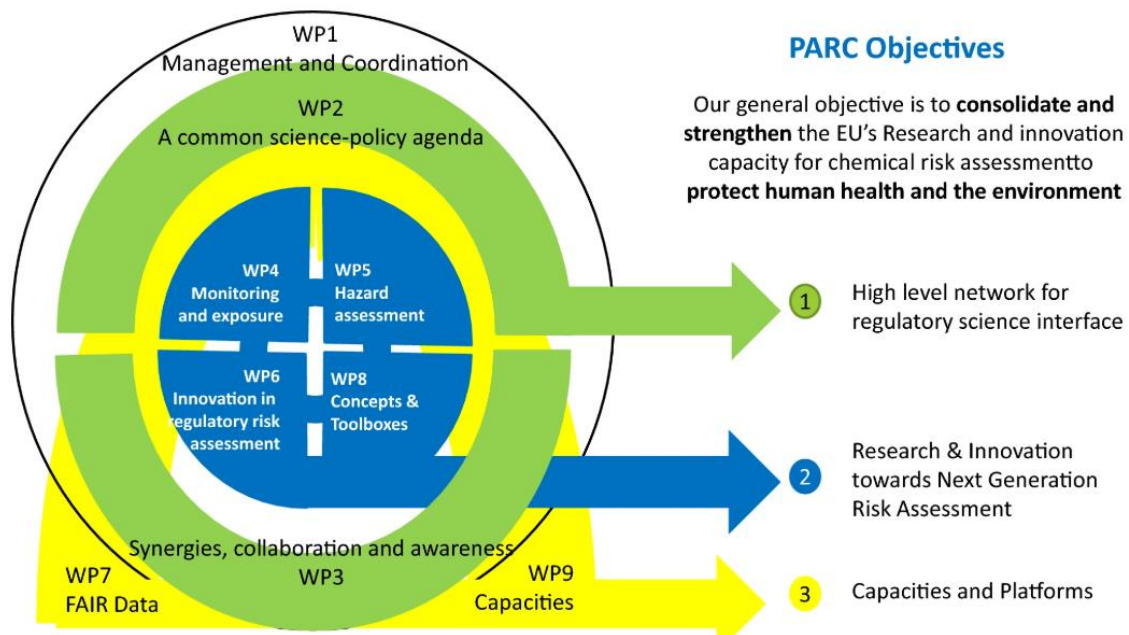 WP1
Management and Coordination
WP2
A common science-policy agenda
WP4
Monitoring
and exposure
WP5
Hazard
assessment
WP6
Innovation in
regulatory risk
assessment
WP8
Concepts &
Toolboxes
Synergies, collaboration and awareness
WP3
WP7
FAIR Data
WP9
Capacities
PARC Objectives
Our general objective is to consolidate and
strengthen the EU's Research and innovation
capacity for chemical risk assessmentto
protect human health and the environment
1
High level network for
regulatory science interface
2
Research & Innovation
towards Next Generation
Risk Assessment
3
Capacities and Platforms